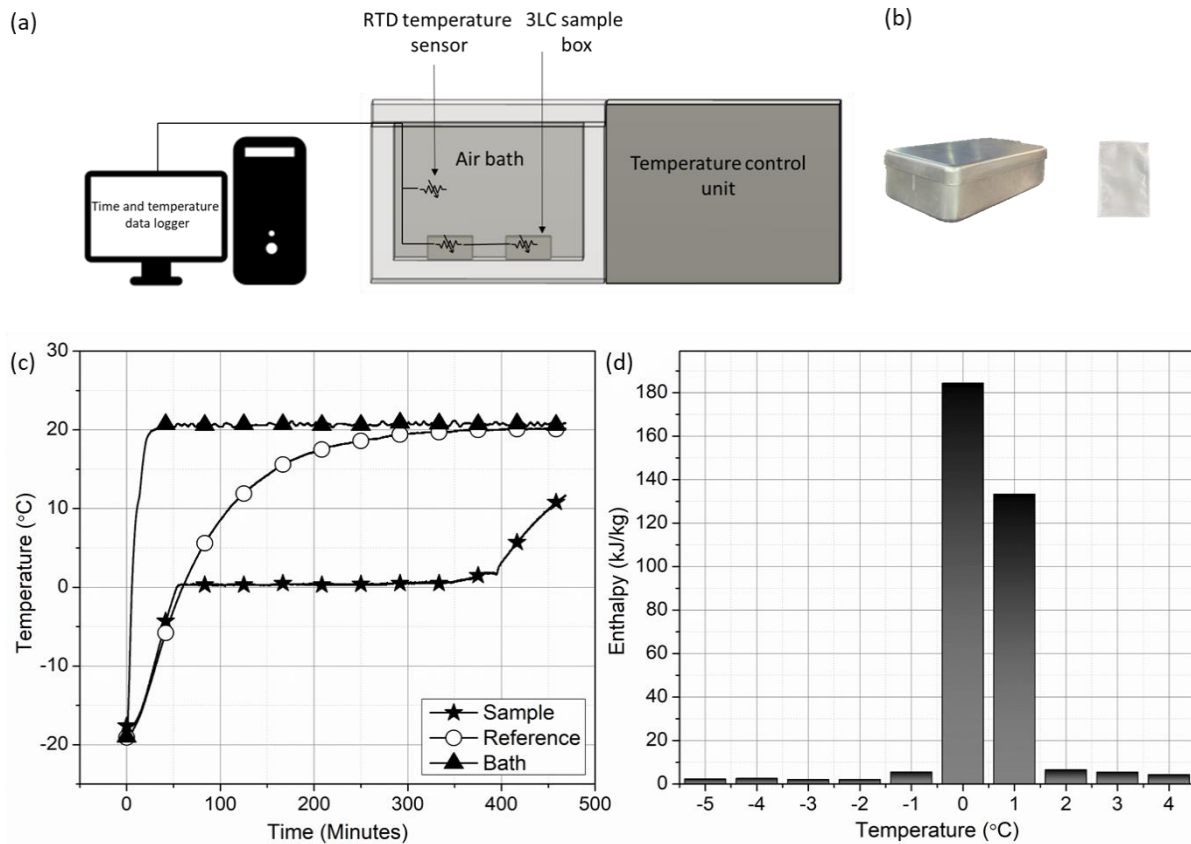 (a)
RTD temperature
sensor
3LC sample
box
(b)
Air bath
Temperature control
unit
Time and temperature
data logger
(c)
30
20
10
0
-10
-20
Temperature (°C)
0
100
200
300
400
500
Time (Minutes)
Sample
Reference
Bath
(d)
180
160
140
120
100
80
60
40
20
0
Enthalpy (kJ/kg)
-5
-4
-3
-2
-1
0
1
2
3
4
Temperature (°C)